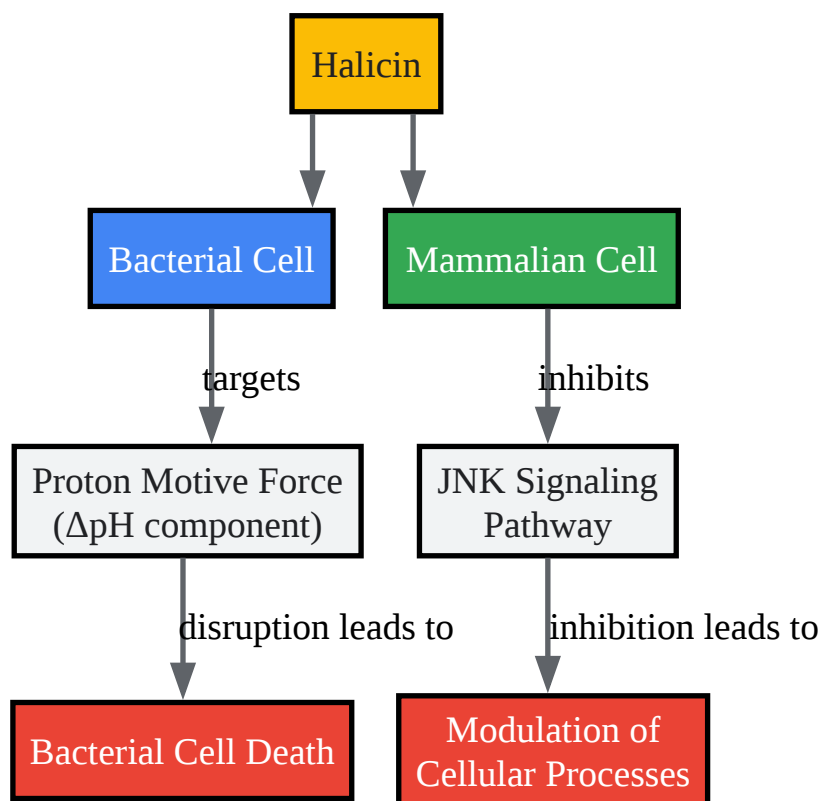 Halicin
Bacterial Cell
Mammalian Cell
targets
inhibits
Proton Motive Force
(ΔpH component)
JNK Signaling
Pathway
disruption leads to
inhibition leads to
Bacterial Cell Death
Modulation of
Cellular Processes